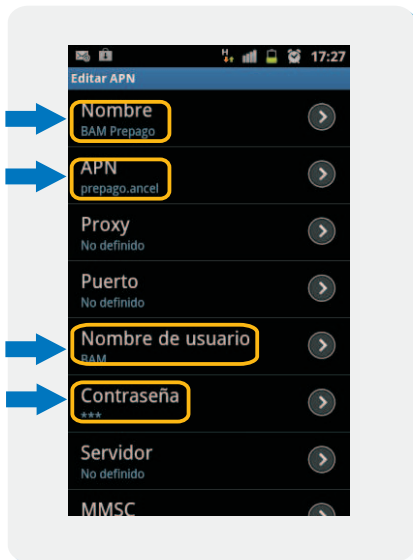 17:27
Editar APN
Nombre
BAM Prepago
APN
prepago.ancel
Proxy
No definido
Puerto
No definido
Nombre de usuario
BAM
Contraseña
***
Servidor
No definido
MMSC